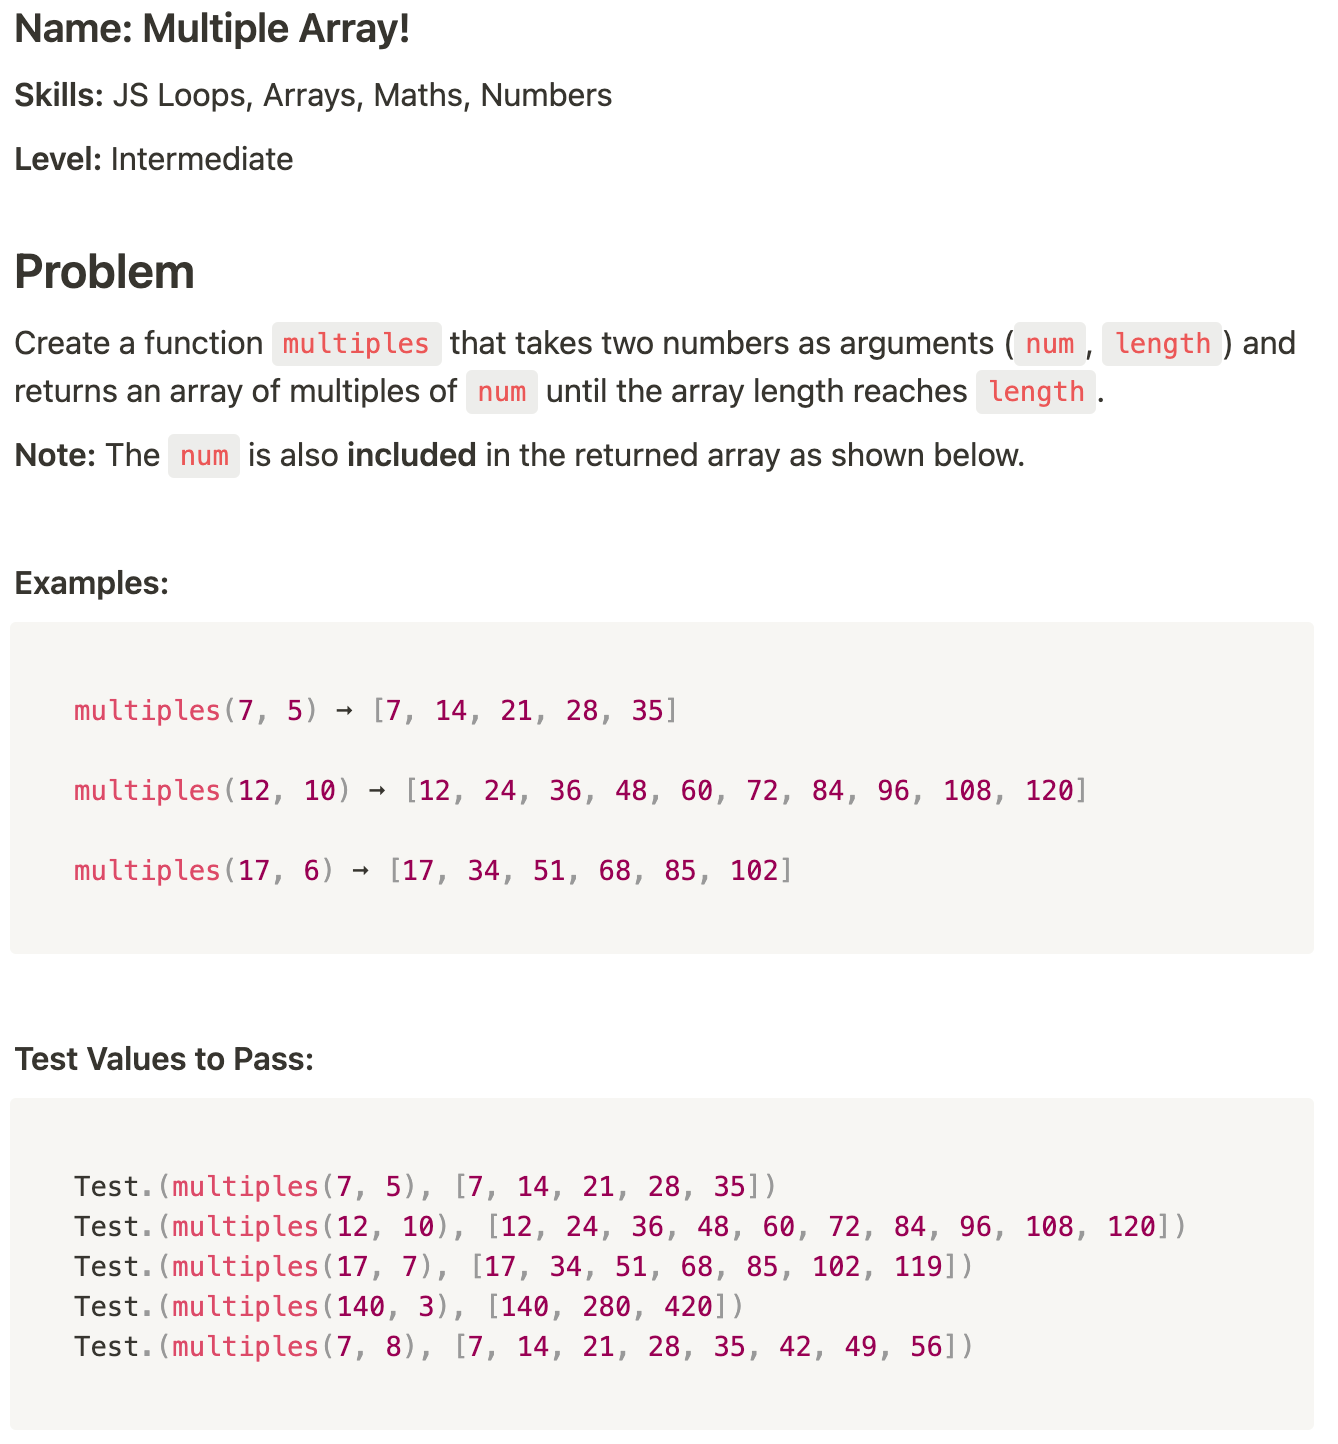 Name: Multiple Array!
Skills: JS Loops, Arrays, Maths, Numbers
Level: Intermediate
Problem
Create a function multiples that takes two numbers as arguments (num, length) and
returns an array of multiples of num until the array length reaches length.
Note: The num is also included in the returned array as shown below.
Examples:
multiples(7, 5) → [7, 14, 21, 28, 35]
multiples(12, 10) → [12, 24, 36, 48, 60, 72, 84, 96, 108, 120]
multiples(17, 6) → [17, 34, 51, 68, 85, 102]
Test Values to Pass:
Test.(multiples(7, 5), [7, 14, 21, 28, 35])
Test.(multiples(12, 10), [12, 24, 36, 48, 60, 72, 84, 96, 108, 120])
Test.(multiples(17, 7), [17, 34, 51, 68, 85, 102, 119])
Test.(multiples(140, 3), [140, 280, 420])
Test.(multiples(7, 8), [7, 14, 21, 28, 35, 42, 49, 56])